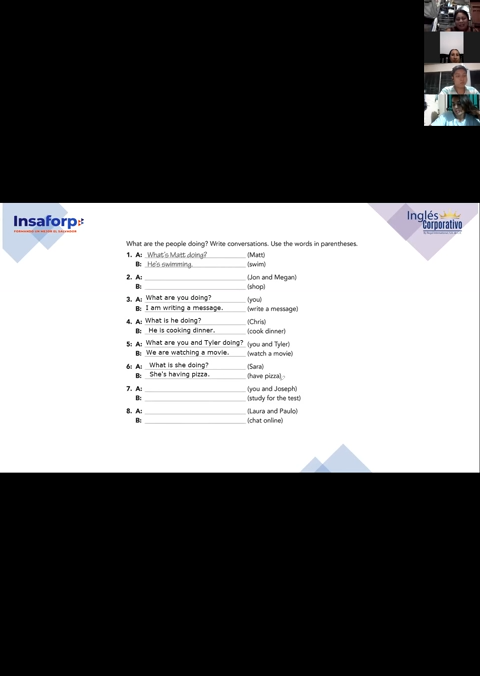 Insaforp
Inglés
Corporativo
What are the people doing? Write conversations. Use the words in parentheses.
1. A: What's Matt doing? (Matt)
B: He's swimming. (swim)
2. A: (Jon and Megan)
B: (shop)
3. A: What are you doing? (you)
B: I am writing a message. (write a message)
4. A: What is he doing? (Chris)
B: He is cooking dinner. (cook dinner)
5: A: What are you and Tyler doing? (you and Tyler)
B: We are watching a movie. (watch a movie)
6: A: What is she doing? (Sara)
B: She's having pizza. (have pizza)
7. A: (you and Joseph)
B: (study for the test)
8. A: (Laura and Paulo)
B: (chat online)